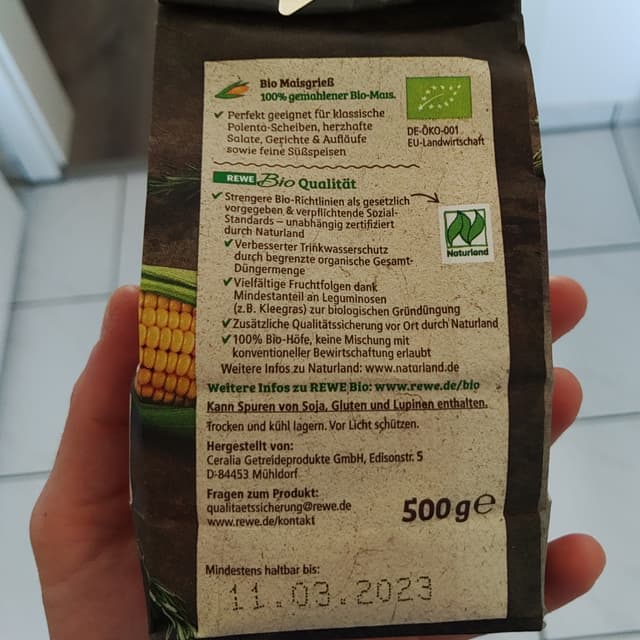 Bio Maisgrieß
100% gemahlener Bio-Mais.
✔ Perfekt geeignet für klassische
Polenta-Scheiben, herzhafte
Salate, Gerichte & Aufläufe
sowie feine Süßspeisen
DE-ÖKO-001
EU-Landwirtschaft
REWE Bio Qualität
✔ Strengere Bio-Richtlinien als gesetzlich
vorgegeben & verpflichtende Sozial-
Standards – unabhängig zertifiziert
durch Naturland
Naturland
✔ Verbesserter Trinkwasserschutz
durch begrenzte organische Gesamt-
Düngermenge
✔ Vielfältige Fruchtfolgen dank
Mindestanteil an Leguminosen
(z.B. Kleegras) zur biologischen Gründüngung
✔ Zusätzliche Qualitätssicherung vor Ort durch Naturland
✔ 100% Bio-Höfe, keine Mischung mit
konventioneller Bewirtschaftung erlaubt
Weitere Infos zu Naturland: www.naturland.de
Weitere Infos zu REWE Bio: www.rewe.de/bio
Kann Spuren von Soja, Gluten und Lupinen enthalten.
Trocken und kühl lagern. Vor Licht schützen.
Hergestellt von:
Ceralia Getreideprodukte GmbH, Edisonstr. 5
D-84453 Mühldorf
Fragen zum Produkt:
qualitaetssicherung@rewe.de
www.rewe.de/kontakt
500 g e
Mindestens haltbar bis:
11.03.2023